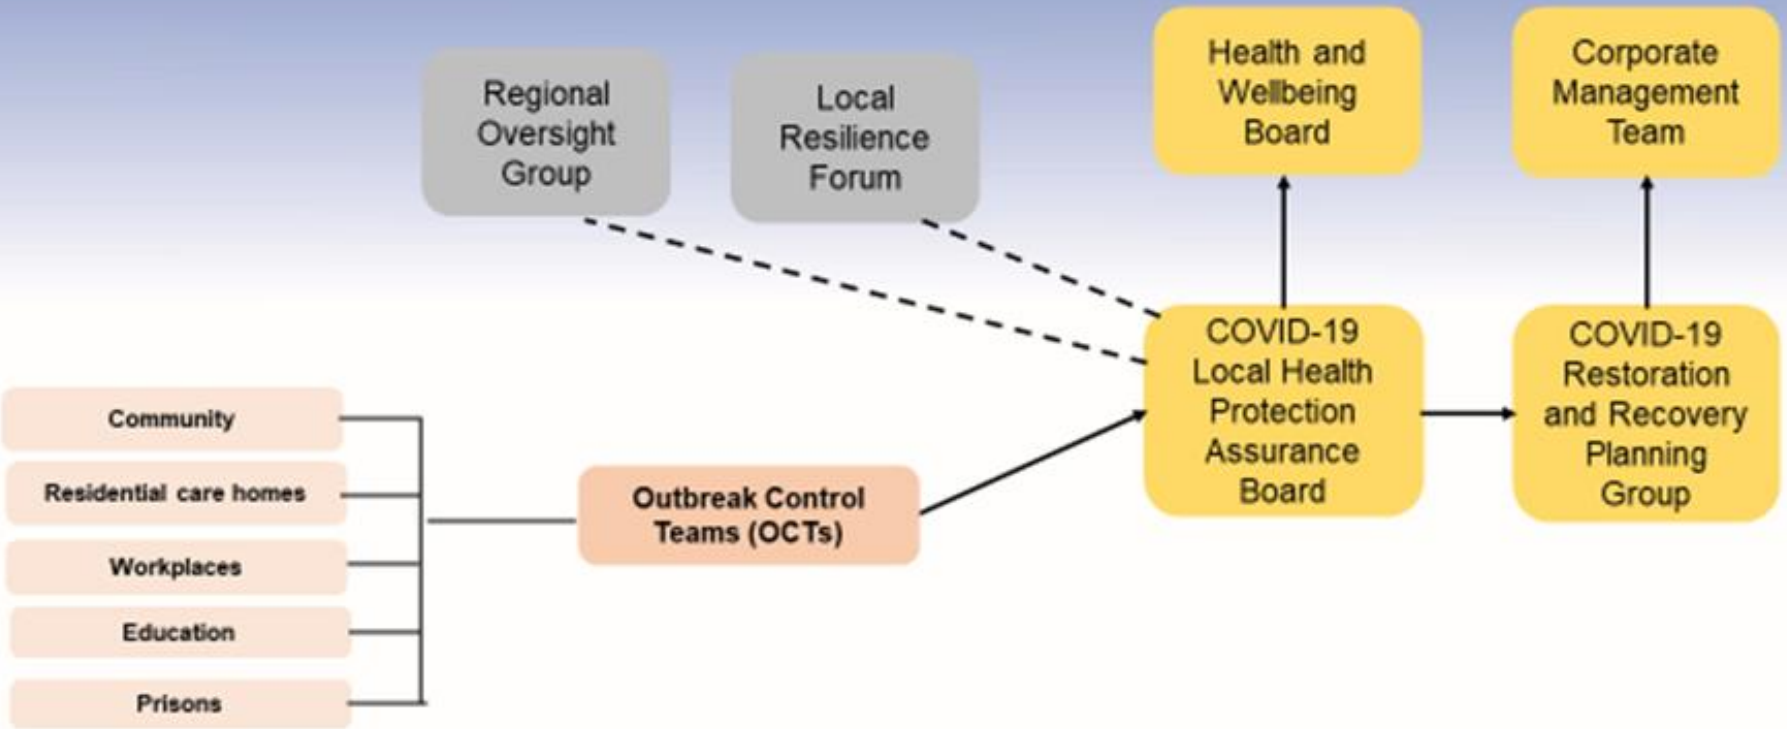 Regional
Oversight
Group
Local
Resilience
Forum
Health and
Wellbeing
Board
Corporate
Management
Team
COVID-19
Local Health
Protection
Assurance
Board
COVID-19
Restoration
and Recovery
Planning
Group
Community
Residential care homes
Workplaces
Education
Prisons
Outbreak Control
Teams (OCTs)